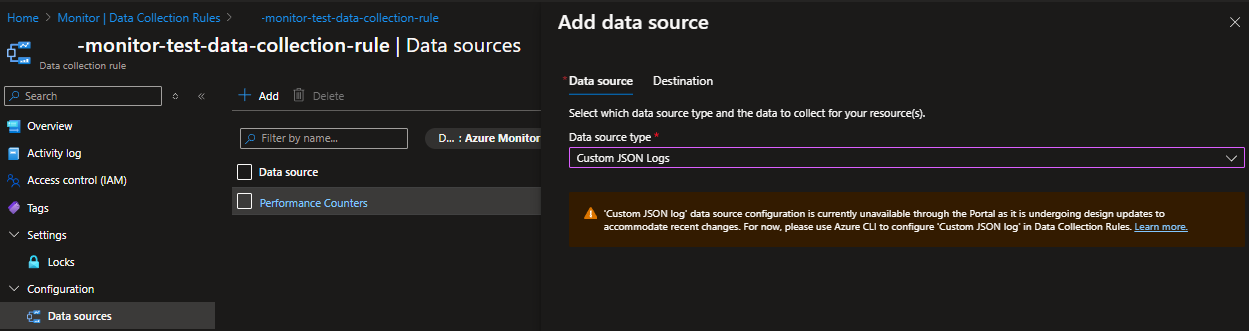 Home > Monitor | Data Collection Rules > -monitor-test-data-collection-rule
-monitor-test-data-collection-rule | Data sources
Data collection rule
Search
Overview
Activity log
Access control (IAM)
Tags
Settings
Locks
Configuration
Data sources
Add
Delete
Filter by name...
D... : Azure Monitor
Data source
Performance Counters
Add data source
* Data source
Destination
Select which data source type and the data to collect for your resource(s).
Data source type *
Custom JSON Logs
'Custom JSON log' data source configuration is currently unavailable through the Portal as it is undergoing design updates to
accommodate recent changes. For now, please use Azure CLI to configure 'Custom JSON log' in Data Collection Rules. Learn more.